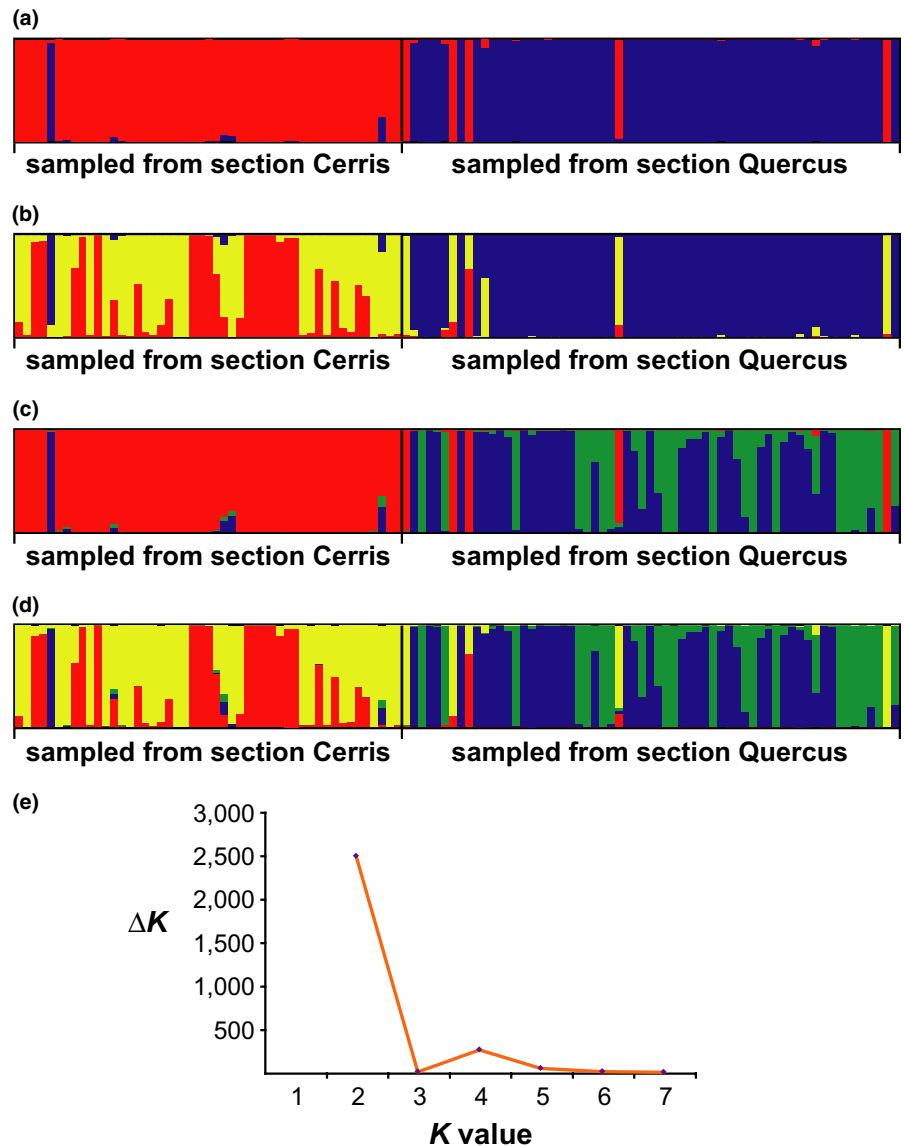 (a)
sampled from section Cerris sampled from section Quercus
(b)
sampled from section Cerris sampled from section Quercus
(c)
sampled from section Cerris sampled from section Quercus
(d)
sampled from section Cerris sampled from section Quercus
(e)
3,000
2,500
2,000
ΔK
1,500
1,000
500
1 2 3 4 5 6 7
K value